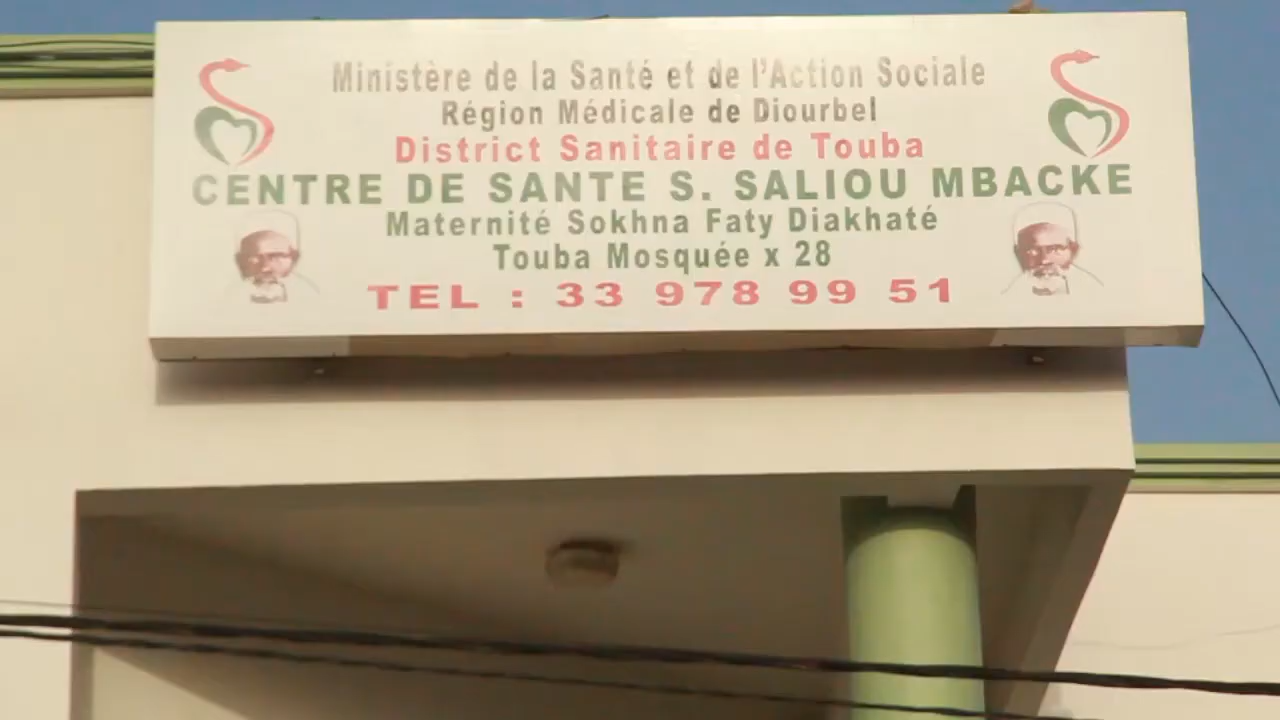 Ministère de la Santé et de l'Action Sociale
Région Médicale de Diourbel
District Sanitaire de Touba
CENTRE DE SANTE S. SALIOU MBACKE
Maternité Sokhna Faty Diakhaté
Touba Mosquée x 28
TEL : 33 978 99 51